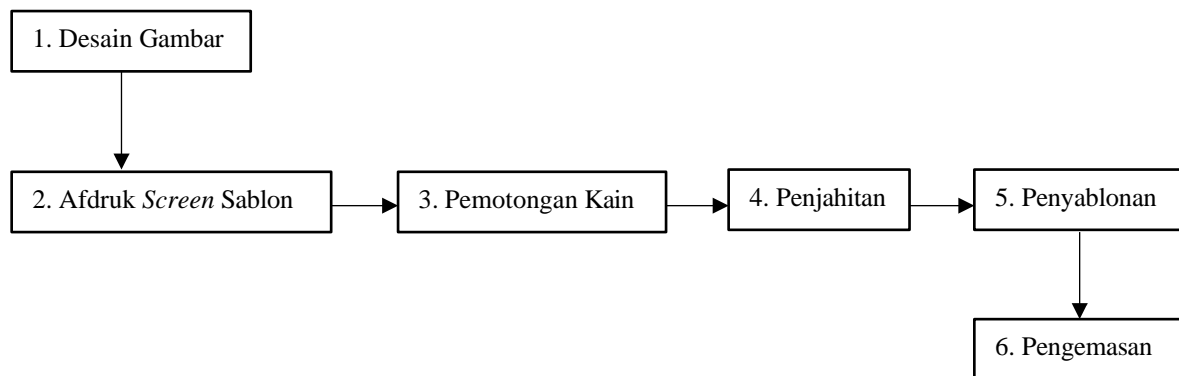 1. Desain Gambar
2. Afdruk Screen Sablon
3. Pemotongan Kain
4. Penjahitan
5. Penyablonan
6. Pengemasan